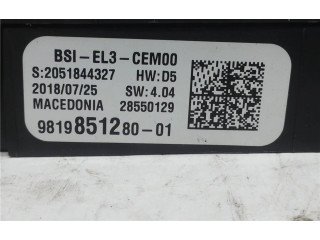 BSI-EL3-CEM00
S:2051844327 HW:D5
2018/07/25 SW:4.04
MACEDONIA 28550129
9819851280-01